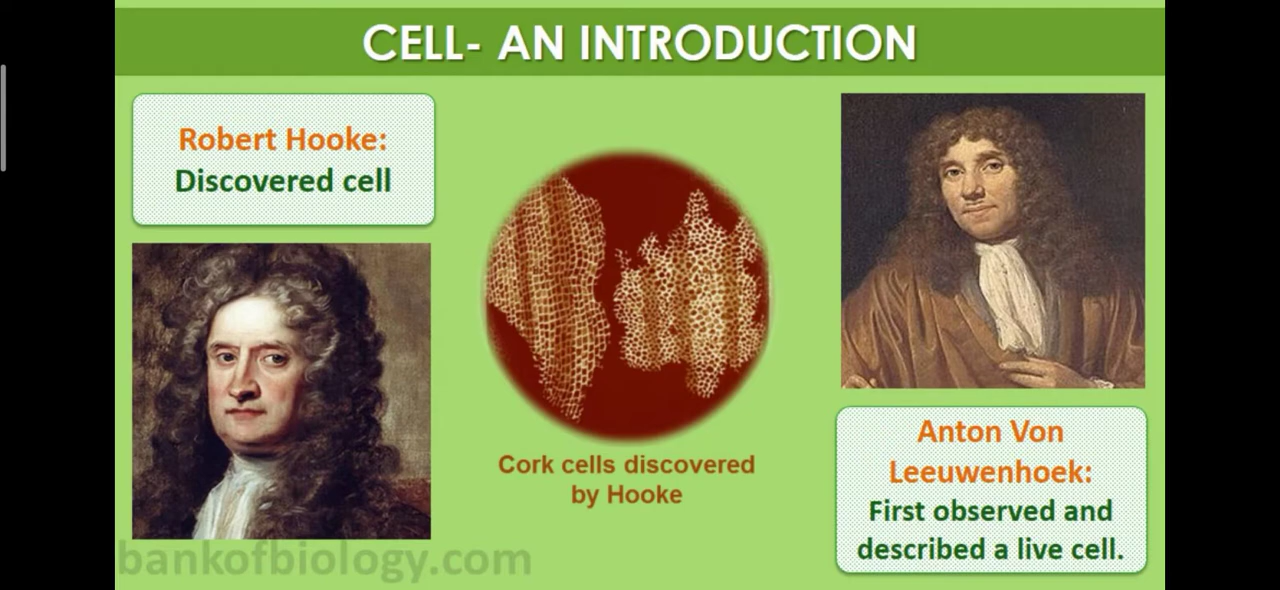 CELL- AN INTRODUCTION
Robert Hooke:
Discovered cell
Cork cells discovered
by Hooke
Anton Von
Leeuwenhoek:
First observed and
described a live cell.
bankofbiology.com